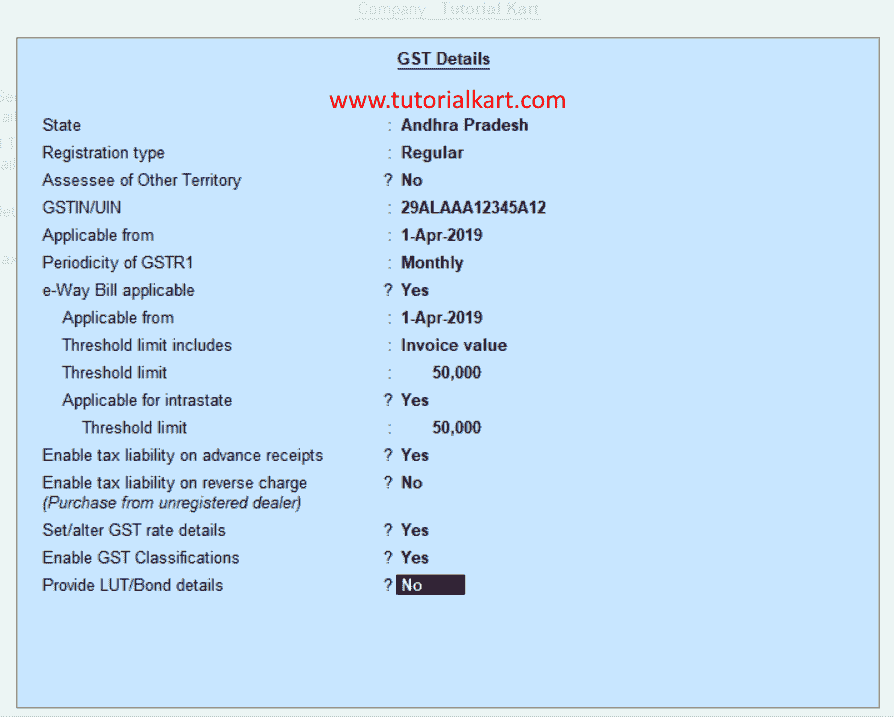 Company Tutorial Kart
GST Details
www.tutorialkart.com
State : Andhra Pradesh
Registration type : Regular
Assessee of Other Territory ? No
GSTIN/UIN : 29ALAAA12345A12
Applicable from : 1-Apr-2019
Periodicity of GSTR1 : Monthly
e-Way Bill applicable ? Yes
Applicable from : 1-Apr-2019
Threshold limit includes : Invoice value
Threshold limit : 50,000
Applicable for intrastate ? Yes
Threshold limit : 50,000
Enable tax liability on advance receipts ? Yes
Enable tax liability on reverse charge ? No
(Purchase from unregistered dealer)
Set/alter GST rate details ? Yes
Enable GST Classifications ? Yes
Provide LUT/Bond details ? No